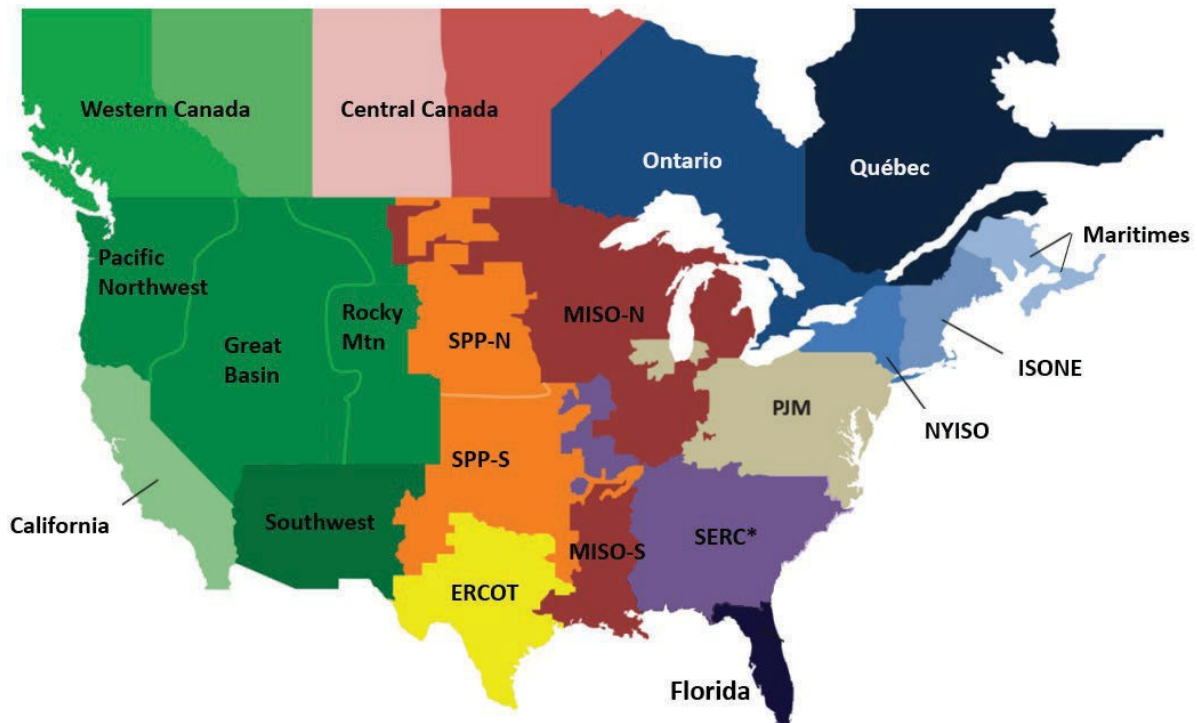 Western Canada
Central Canada
Ontario
Québec
Maritimes
Pacific
Northwest
Rocky
Mtn
Great
Basin
SPP-N
MISO-N
ISONE
PJM
NYISO
SPP-S
California
Southwest
SERC*
MISO-S
ERCOT
Florida